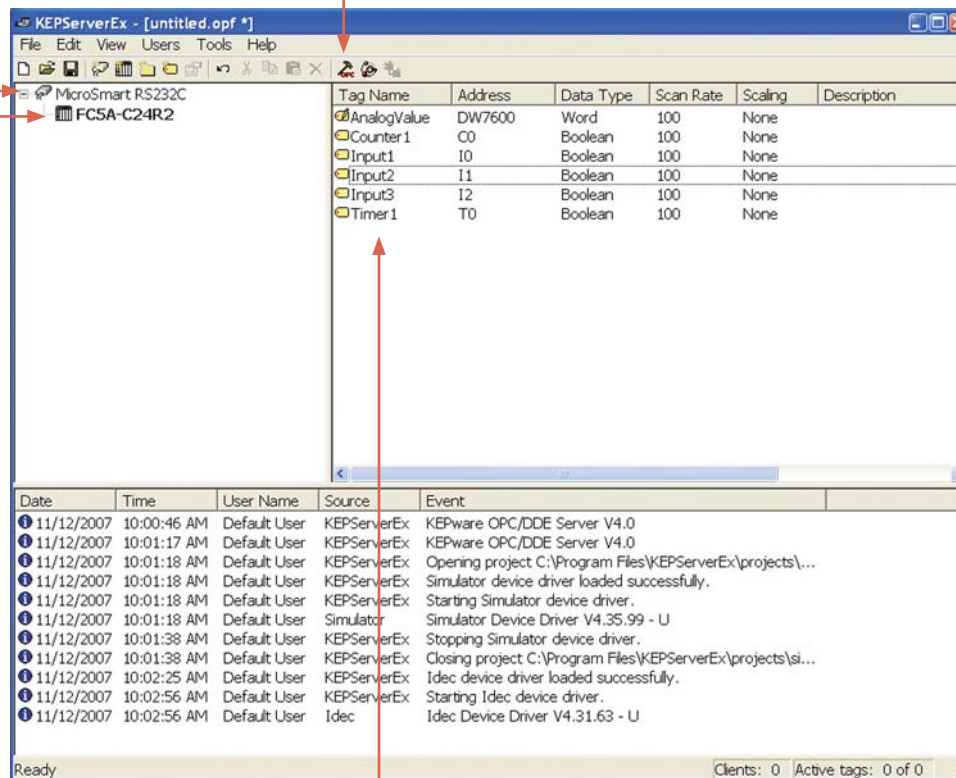 KEPServerEx - [untitled.opf *]
File Edit View Users Tools Help
MicroSmart RS232C
FC5A-C24R2
Tag Name Address Data Type Scan Rate Scaling Description
AnalogValue DW7600 Word 100 None
Counter1 C0 Boolean 100 None
Input1 I0 Boolean 100 None
Input2 I1 Boolean 100 None
Input3 I2 Boolean 100 None
Timer1 T0 Boolean 100 None
Date Time User Name Source Event
11/12/2007 10:00:46 AM Default User KEPServerEx KEPware OPC/DDE Server V4.0
11/12/2007 10:01:17 AM Default User KEPServerEx KEPware OPC/DDE Server V4.0
11/12/2007 10:01:18 AM Default User KEPServerEx Opening project C:\Program Files\KEPServerEx\projects\...
11/12/2007 10:01:18 AM Default User KEPServerEx Simulator device driver loaded successfully.
11/12/2007 10:01:18 AM Default User KEPServerEx Starting Simulator device driver.
11/12/2007 10:01:18 AM Default User Simulator Simulator Device Driver V4.35.99 - U
11/12/2007 10:01:38 AM Default User KEPServerEx Stopping Simulator device driver.
11/12/2007 10:01:38 AM Default User KEPServerEx Closing project C:\Program Files\KEPServerEx\projects\si...
11/12/2007 10:02:25 AM Default User KEPServerEx Idec device driver loaded successfully.
11/12/2007 10:02:56 AM Default User KEPServerEx Starting Idec device driver.
11/12/2007 10:02:56 AM Default User Idec Idec Device Driver V4.31.63 - U
Ready Clients: 0 Active tags: 0 of 0